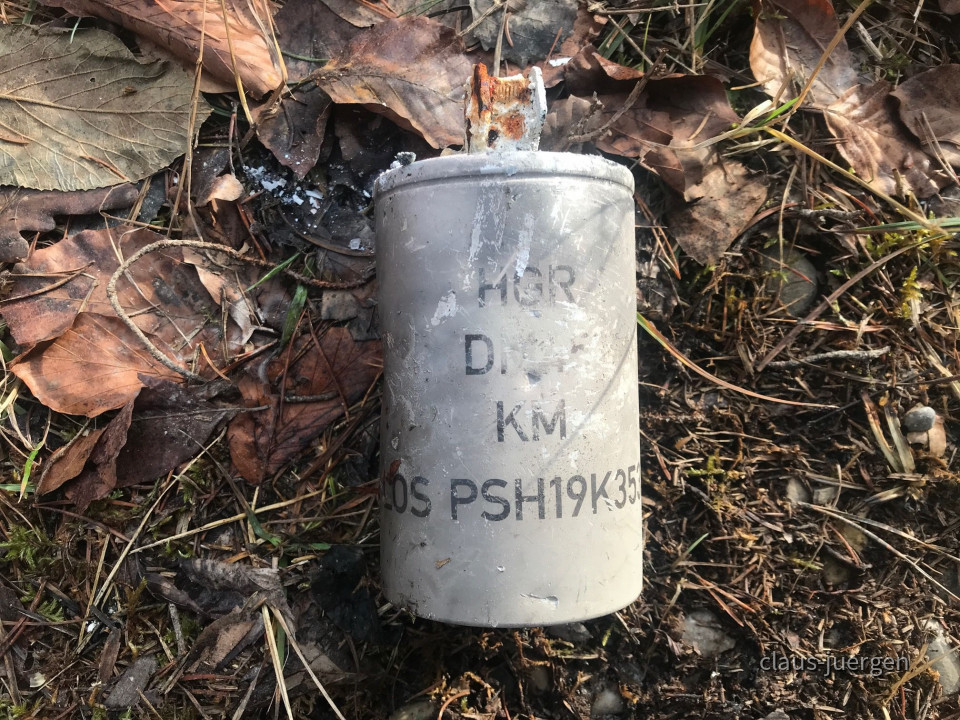 HGR
KM
LOS PSH19K35
claus-juergen